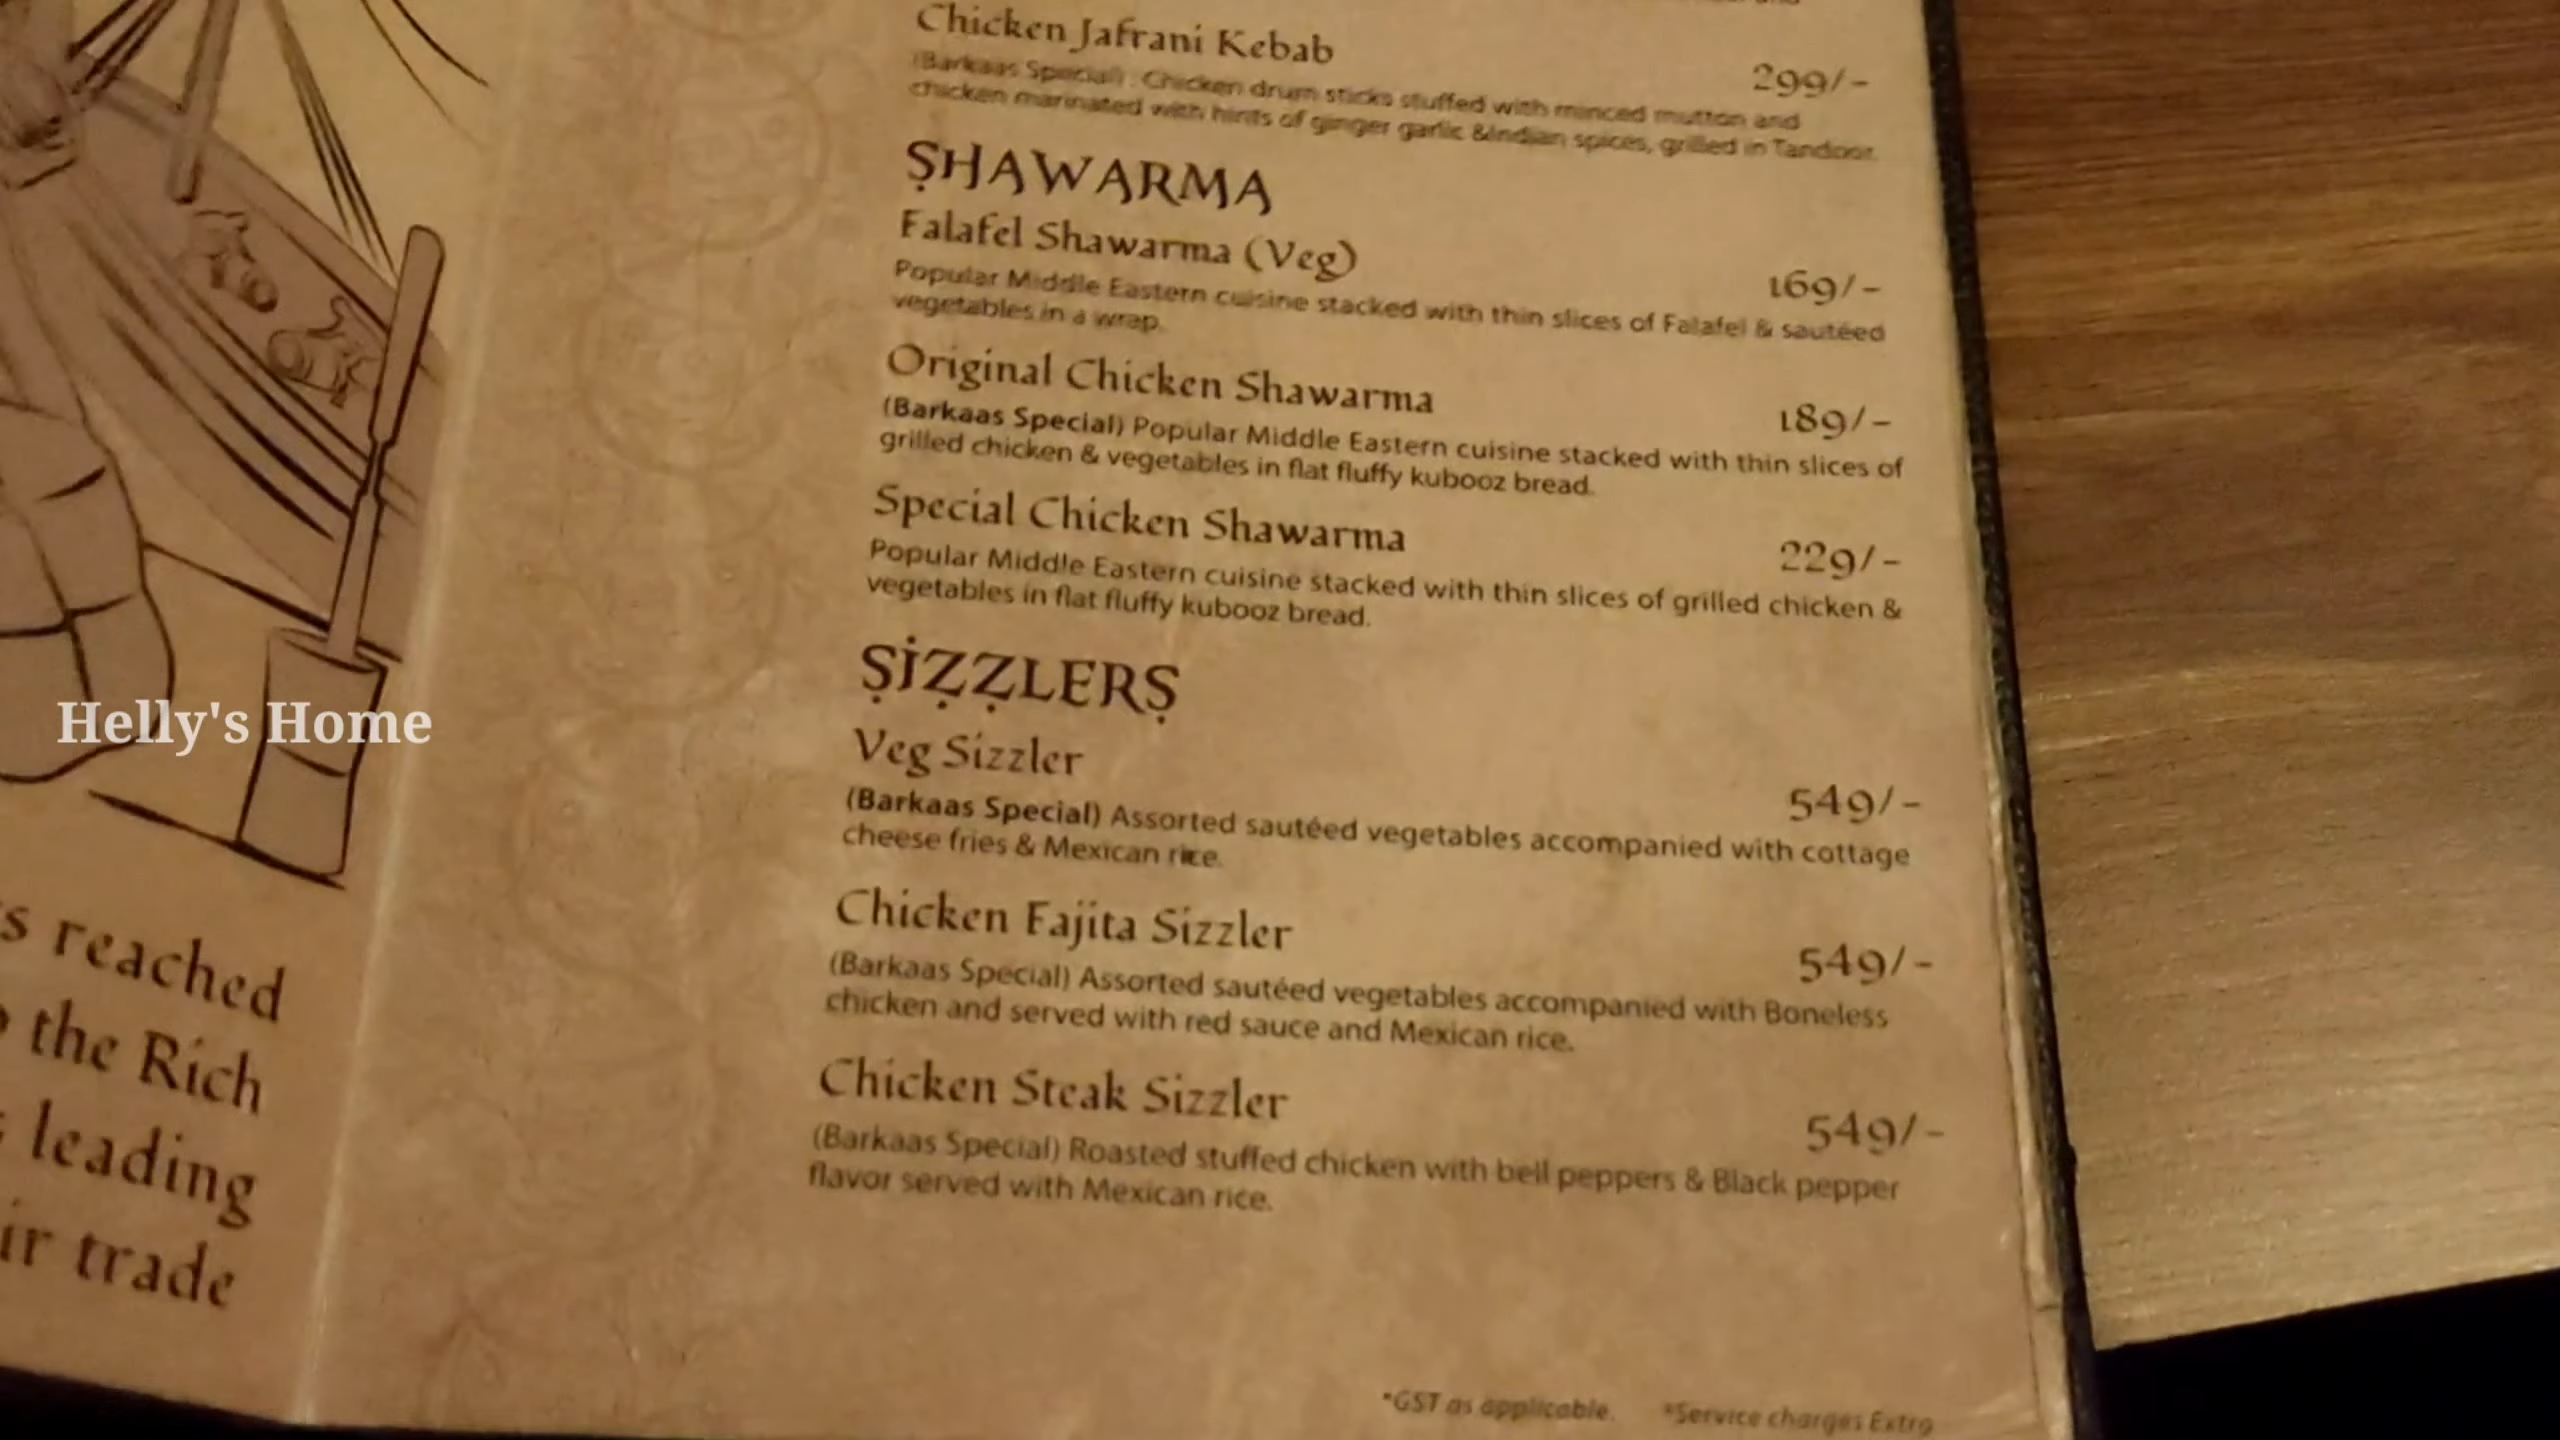 Chicken Jafrani Kebab
299/-
(Barkaas Special) : Chicken drum sticks stuffed with minced mutton and
chicken marinated with hints of ginger garlic &Indian spices, grilled in Tandoor.
SHAWARMA
Falafel Shawarma (Veg)
169/-
Popular Middle Eastern cuisine stacked with thin slices of Falafel & sautéed
vegetables in a wrap.
Original Chicken Shawarma
189/-
(Barkaas Special) Popular Middle Eastern cuisine stacked with thin slices of
grilled chicken & vegetables in flat fluffy kubooz bread.
Special Chicken Shawarma
229/-
Popular Middle Eastern cuisine stacked with thin slices of grilled chicken &
vegetables in flat fluffy kubooz bread.
SIZZLERS
Veg Sizzler
549/-
(Barkaas Special) Assorted sautéed vegetables accompanied with cottage
cheese fries & Mexican rice.
Chicken Fajita Sizzler
549/-
(Barkaas Special) Assorted sautéed vegetables accompanied with Boneless
chicken and served with red sauce and Mexican rice.
Chicken Steak Sizzler
549/-
(Barkaas Special) Roasted stuffed chicken with bell peppers & Black pepper
flavor served with Mexican rice.
*GST as applicable. *Service charges Extra
Helly's Home
s reached
the Rich
leading
ir trade